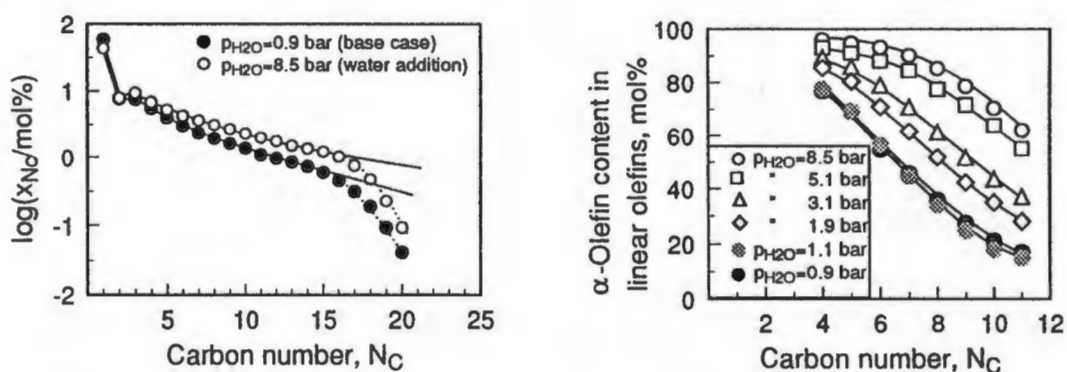 log(xNc/mol%)
2
1
0
-1
-2
● pH2O=0.9 bar (base case)
○ pH2O=8.5 bar (water addition)
5 10 15 20 25
Carbon number, NC
α-Olefin content in
linear olefins, mol%
100
80
60
40
20
0
○ pH2O=8.5 bar
□ " 5.1 bar
△ " 3.1 bar
◇ " 1.9 bar
● pH2O=1.1 bar
● pH2O=0.9 bar
2 4 6 8 10 12
Carbon number, NC